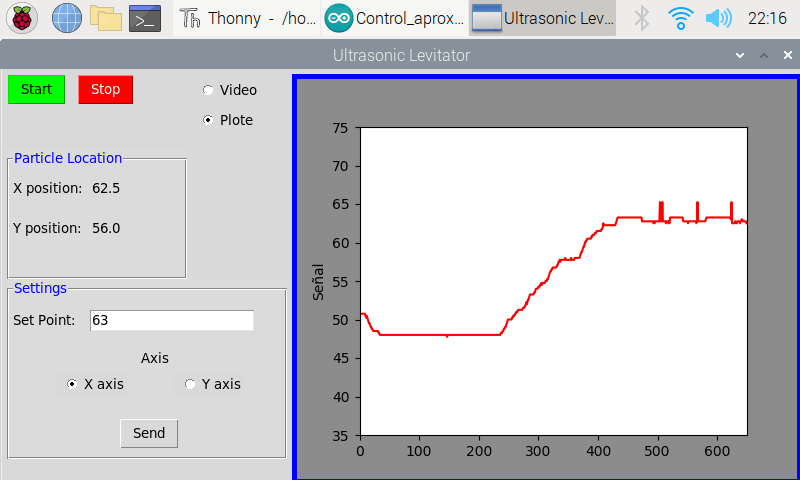 Thonny - /ho...
Control_aprox...
Ultrasonic Lev...
22:16
Ultrasonic Levitator
Start
Stop
Video
Plote
Particle Location
X position: 62.5
Y position: 56.0
Settings
Set Point: 63
Axis
X axis
Y axis
Send
Señal
75
70
65
60
55
50
45
40
35
0 100 200 300 400 500 600